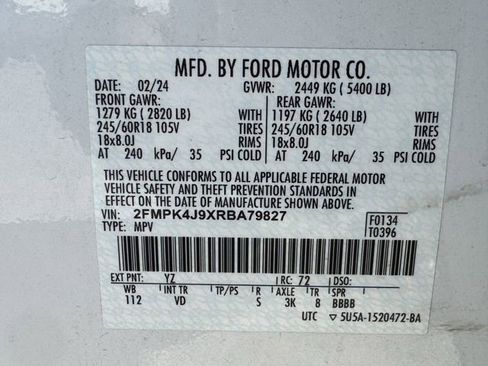 MFD. BY FORD MOTOR CO.
DATE: 02/24 GVWR: 2449 KG ( 5400 LB)
FRONT GAWR: REAR GAWR:
1279 KG ( 2820 LB) WITH 1197 KG ( 2640 LB) WITH
245/60R18 105V TIRES 245/60R18 105V TIRES
18x8.0J RIMS 18x8.0J RIMS
AT 240 kPa/ 35 PSI COLD AT 240 kPa/ 35 PSI COLD
THIS VEHICLE CONFORMS TO ALL APPLICABLE FEDERAL MOTOR
VEHICLE SAFETY AND THEFT PREVENTION STANDARDS IN
EFFECT ON THE DATE OF MANUFACTURE SHOWN ABOVE.
VIN: 2FMPK4J9XRBA79827 F0134
TYPE: MPV T0396
EXT PNT: YZ RC: 72 DSO:
WB INT TR TP/PS R AXLE TR SPR
112 VD S 3K 8 BBBB
UTC ▽ 5U5A-1520472-BA